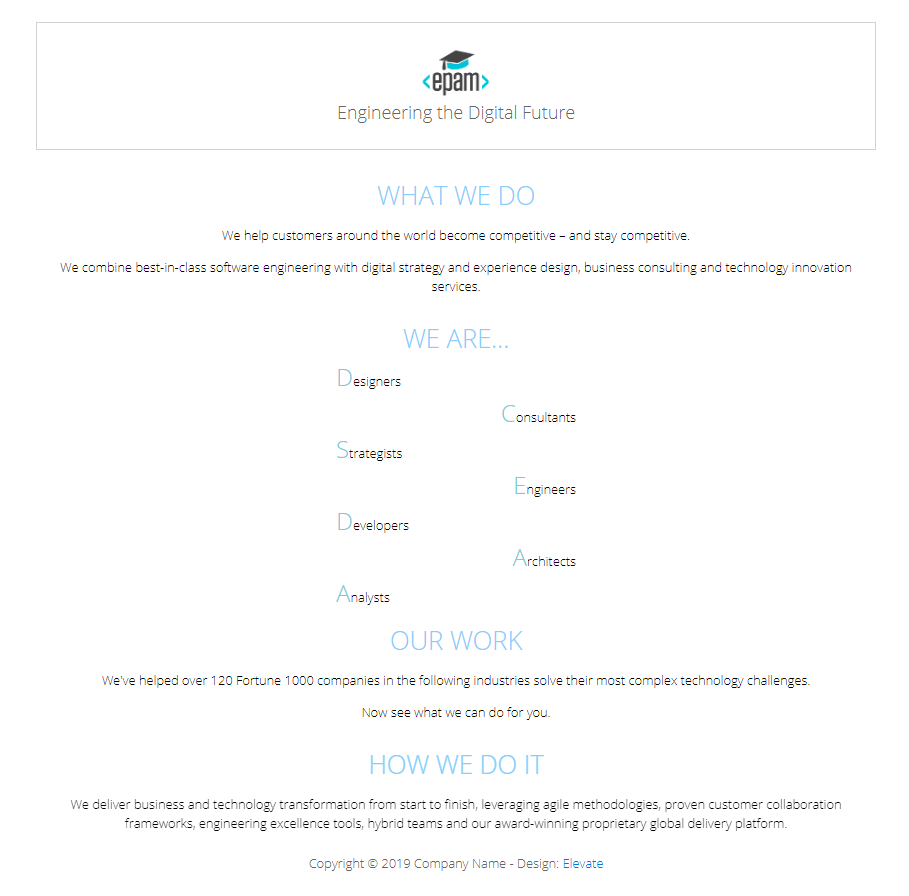 <epam>
Engineering the Digital Future
WHAT WE DO
We help customers around the world become competitive – and stay competitive.
We combine best-in-class software engineering with digital strategy and experience design, business consulting and technology innovation
services.
WE ARE...
Designers
Consultants
Strategists
Engineers
Developers
Architects
Analysts
OUR WORK
We've helped over 120 Fortune 1000 companies in the following industries solve their most complex technology challenges.
Now see what we can do for you.
HOW WE DO IT
We deliver business and technology transformation from start to finish, leveraging agile methodologies, proven customer collaboration
frameworks, engineering excellence tools, hybrid teams and our award-winning proprietary global delivery platform.
Copyright © 2019 Company Name - Design: Elevate